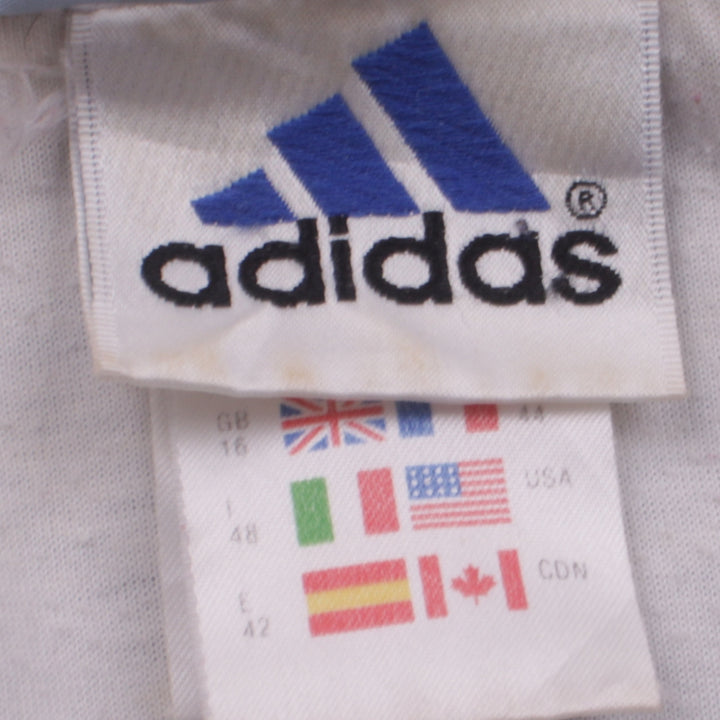 adidas ®
GB 44
16
I USA
48
E CDN
42